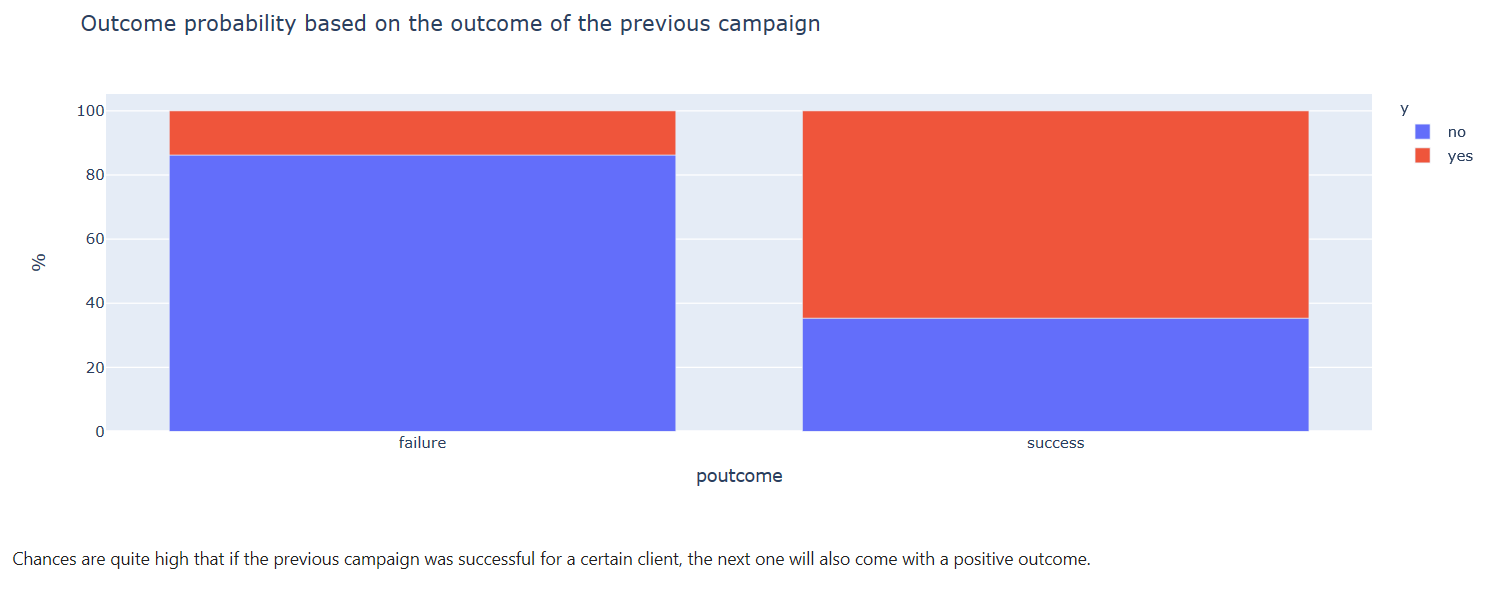 Outcome probability based on the outcome of the previous campaign
100
80
60
40
20
0
%
failure
success
poutcome
y
no
yes
Chances are quite high that if the previous campaign was successful for a certain client, the next one will also come with a positive outcome.